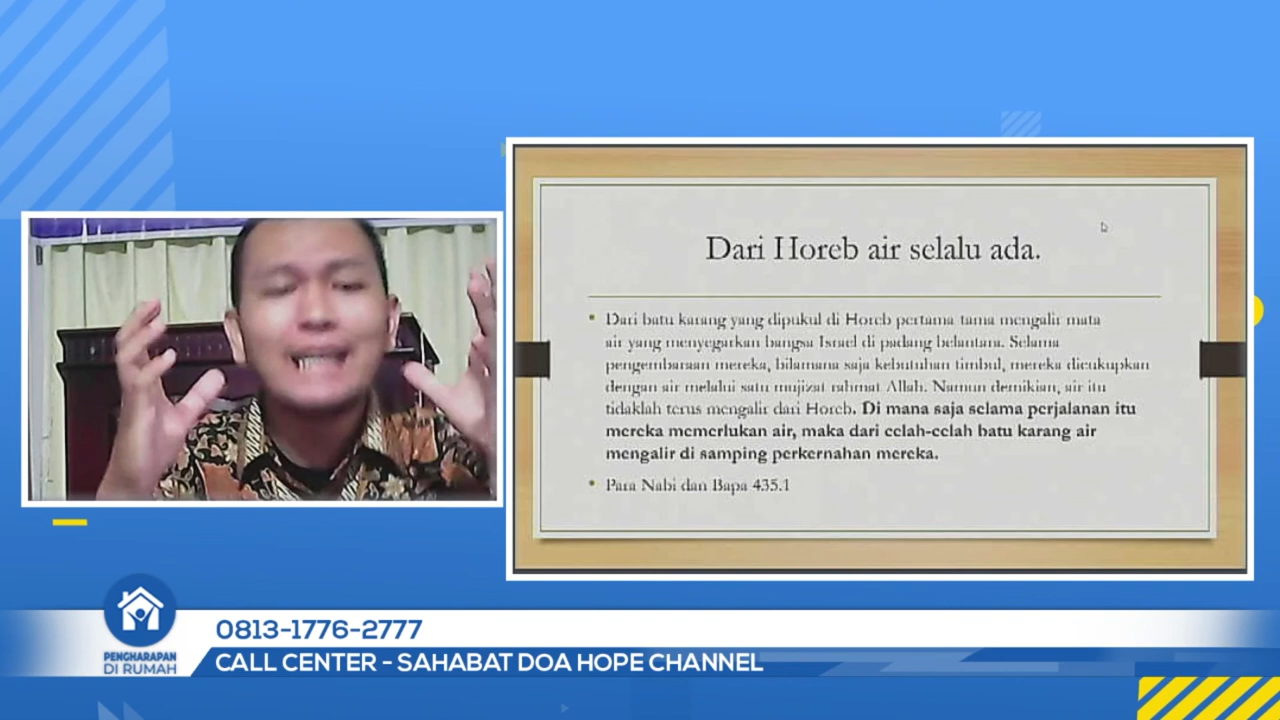 Dari Horeb air selalu ada.
Dari batu karang yang dipukul di Horeb pertama tama mengalir mata
air yang menyegarkan bangsa Israel di padang belantara. Selama
pengembaraan mereka, bilamana saja kebutuhan timbul, mereka dicukupkan
dengan air melalui satu mujizat rahmat Allah. Namun demikian, air itu
tidaklah terus mengalir dari Horeb. Di mana saja selama perjalanan itu
mereka memerlukan air, maka dari celah-celah batu karang air
mengalir di samping perkernahan mereka.
Para Nabi dan Bapa 435.1
0813-1776-2777
CALL CENTER - SAHABAT DOA HOPE CHANNEL
PENGHARAPAN
DI RUMAH